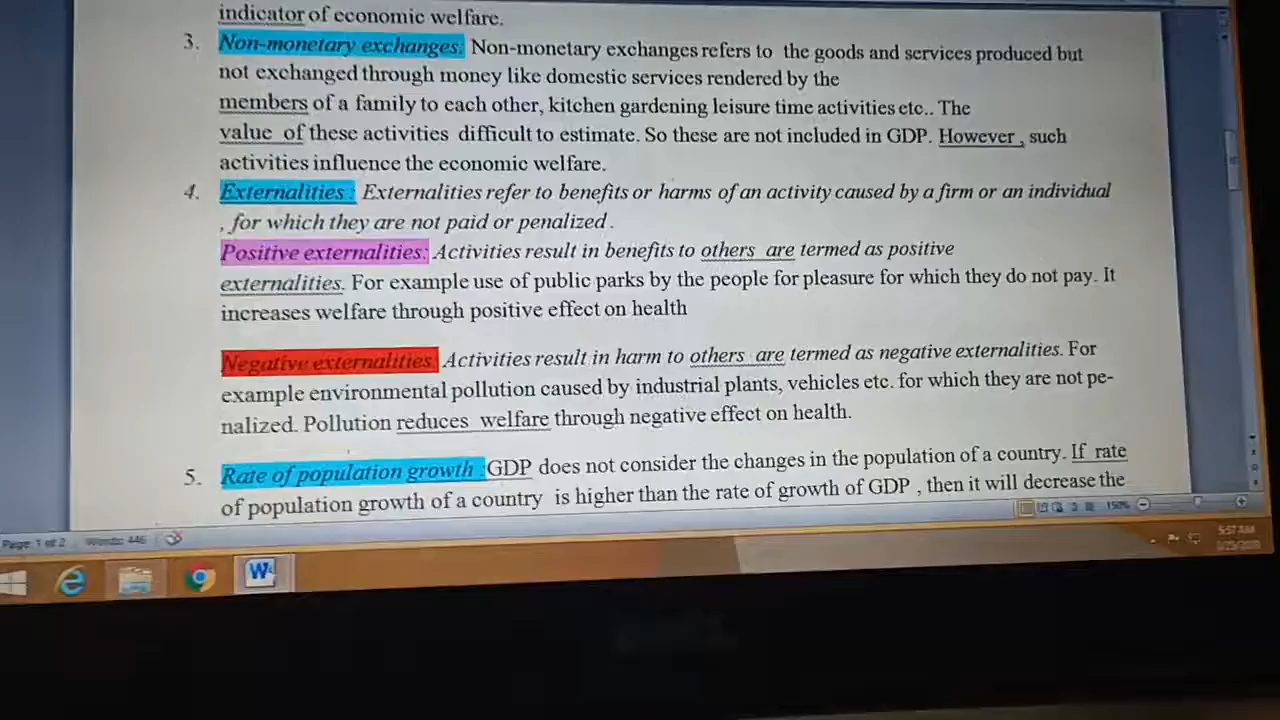 indicator of economic welfare.
3. Non-monetary exchanges: Non-monetary exchanges refers to the goods and services produced but
not exchanged through money like domestic services rendered by the
members of a family to each other, kitchen gardening leisure time activities etc.. The
value of these activities difficult to estimate. So these are not included in GDP. However , such
activities influence the economic welfare.
4. Externalities : Externalities refer to benefits or harms of an activity caused by a firm or an individual
, for which they are not paid or penalized .
Positive externalities: Activities result in benefits to others are termed as positive
externalities. For example use of public parks by the people for pleasure for which they do not pay. It
increases welfare through positive effect on health
Negative externalities: Activities result in harm to others are termed as negative externalities. For
example environmental pollution caused by industrial plants, vehicles etc. for which they are not pe-
nalized. Pollution reduces welfare through negative effect on health.
5. Rate of population growth :GDP does not consider the changes in the population of a country. If rate
of population growth of a country is higher than the rate of growth of GDP , then it will decrease the
Page: 1 of 2 Words: 446
150%
5:57 AM